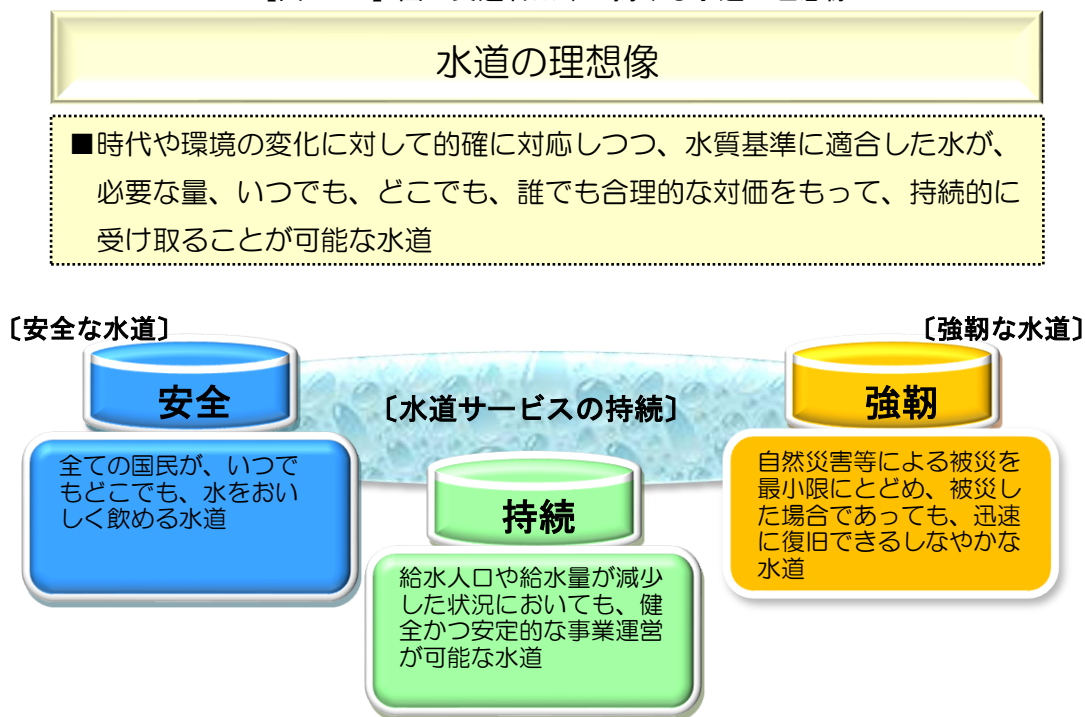 水道の理想像
■時代や環境の変化に対して的確に対応しつつ、水質基準に適合した水が、
必要な量、いつでも、どこでも、誰でも合理的な対価をもって、持続的に
受け取ることが可能な水道
〔安全な水道〕
〔強靭な水道〕
安全
〔水道サービスの持続〕
強靭
全ての国民が、いつで
もどこでも、水をおい
しく飲める水道
自然災害等による被災を
最小限にとどめ、被災し
た場合であっても、迅速
に復旧できるしなやかな
水道
持続
給水人口や給水量が減少
した状況においても、健
全かつ安定的な事業運営
が可能な水道